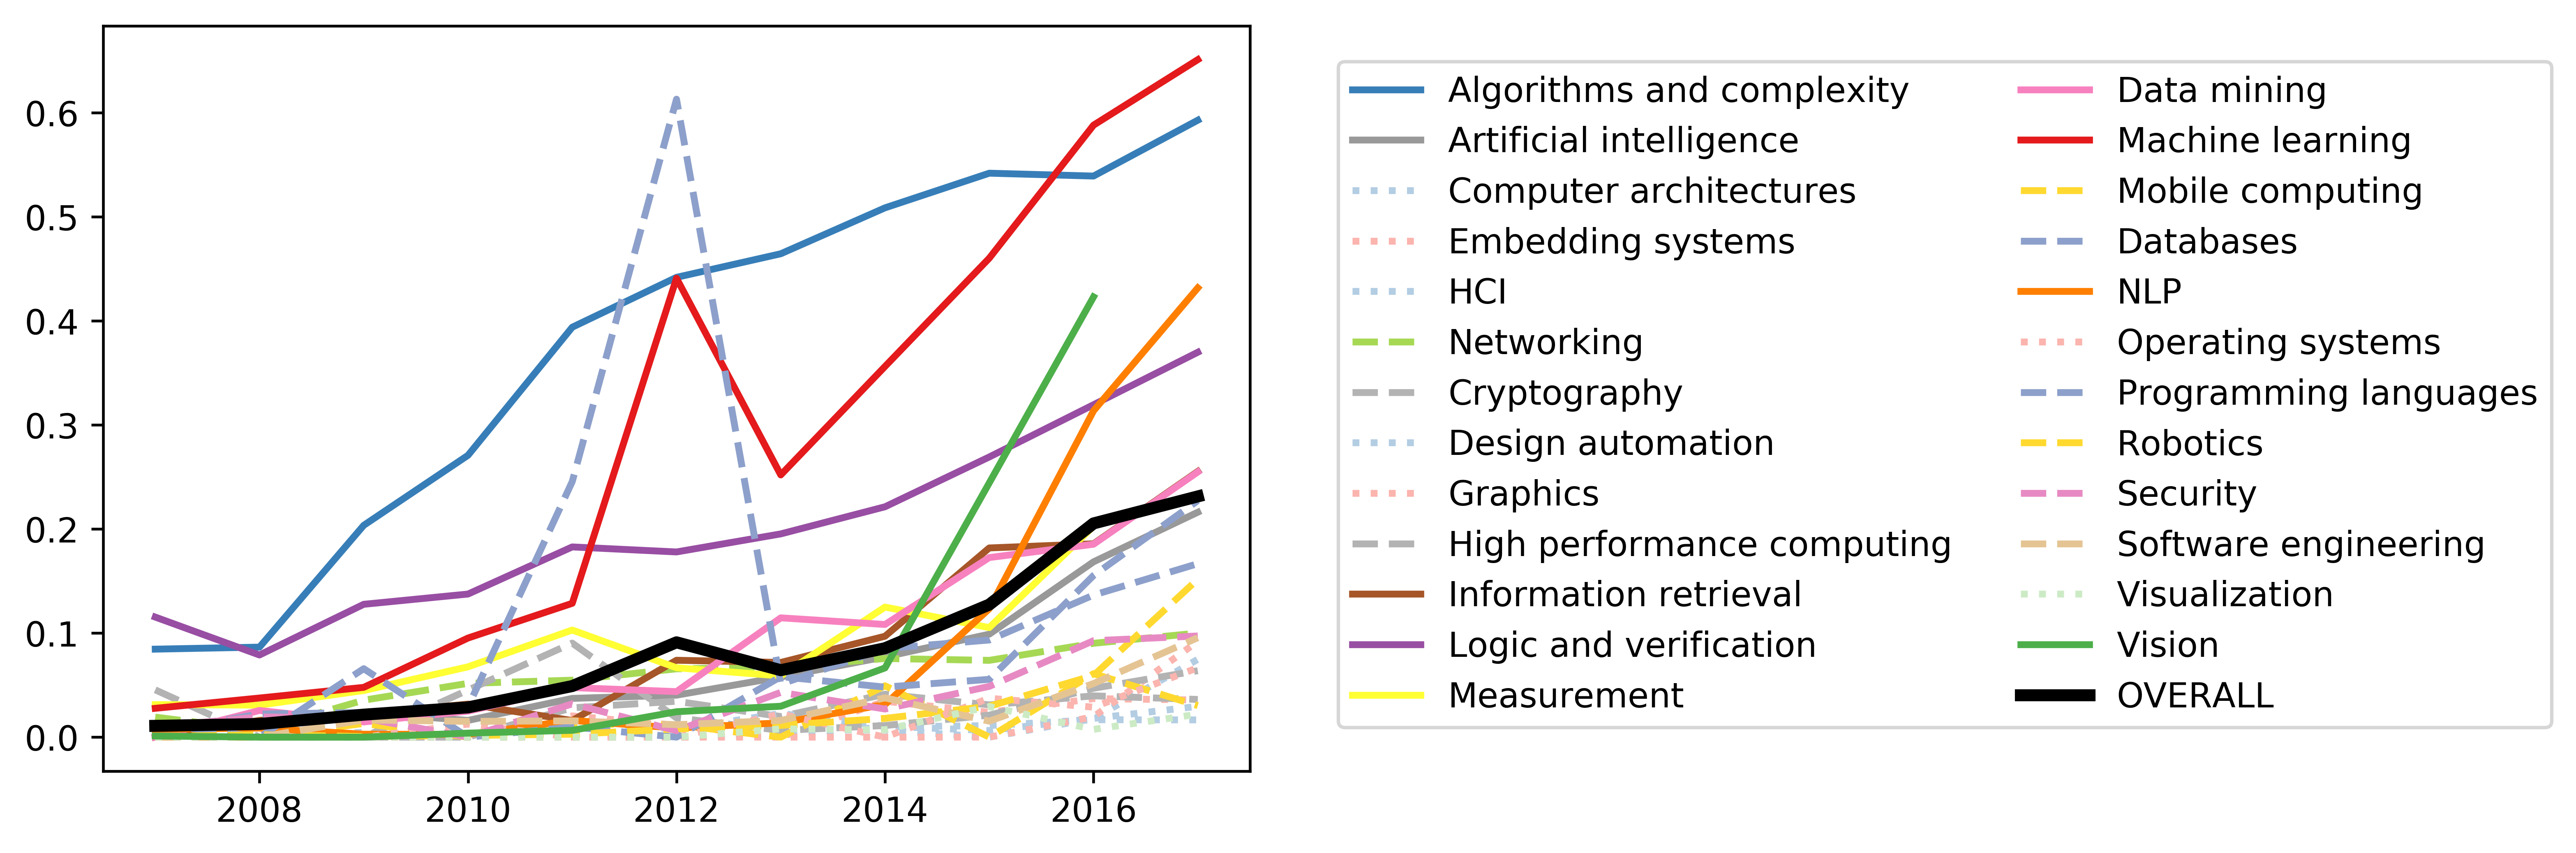 0.6
0.5
0.4
0.3
0.2
0.1
0.0
2008 2010 2012 2014 2016
Algorithms and complexity
Artificial intelligence
Computer architectures
Embedding systems
HCI
Networking
Cryptography
Design automation
Graphics
High performance computing
Information retrieval
Logic and verification
Measurement
Data mining
Machine learning
Mobile computing
Databases
NLP
Operating systems
Programming languages
Robotics
Security
Software engineering
Visualization
Vision
OVERALL